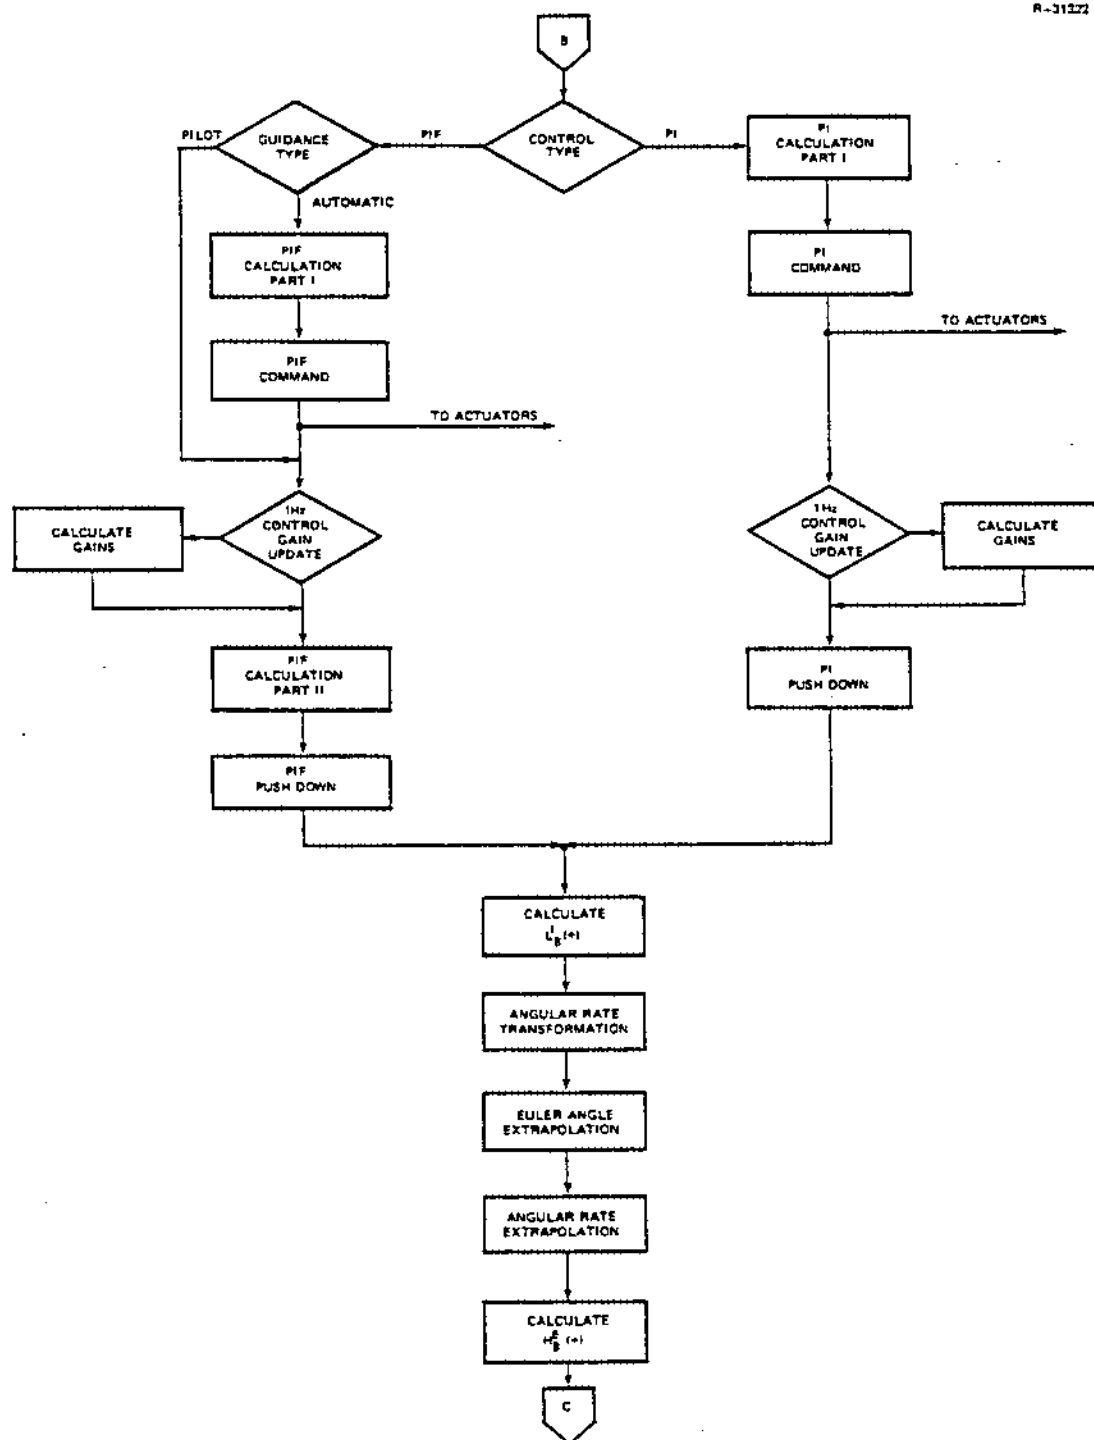 R-31322
B
PILOT
GUIDANCE
TYPE
PIF
CONTROL
TYPE
PI
PI
CALCULATION
PART I
AUTOMATIC
PIF
CALCULATION
PART I
PI
COMMAND
TO ACTUATORS
PIF
COMMAND
TO ACTUATORS
CALCULATE
GAINS
1Hz
CONTROL
GAIN
UPDATE
1Hz
CONTROL
GAIN
UPDATE
CALCULATE
GAINS
PIF
CALCULATION
PART II
PI
PUSH DOWN
PIF
PUSH DOWN
CALCULATE
ANGULAR RATE
TRANSFORMATION
EULER ANGLE
EXTRAPOLATION
ANGULAR RATE
EXTRAPOLATION
CALCULATE
C